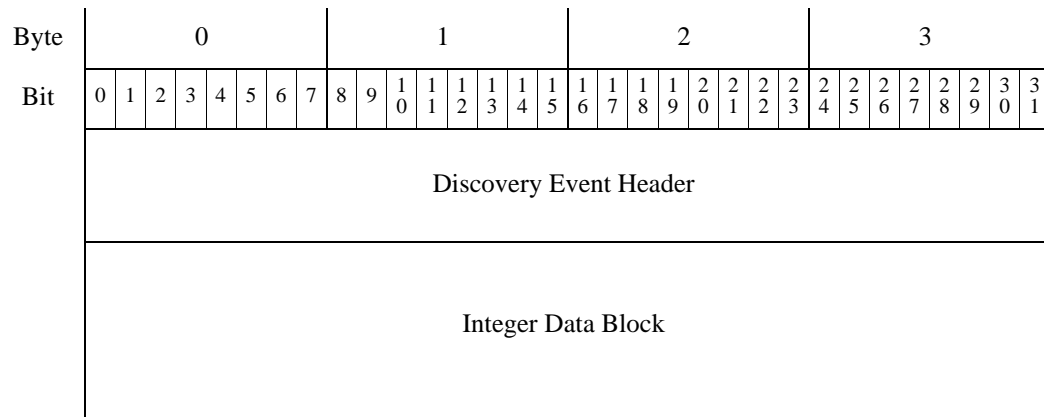 Byte 0 1 2 3
Bit 0 1 2 3 4 5 6 7 8 9 10 11 12 13 14 15 16 17 18 19 20 21 22 23 24 25 26 27 28 29 30 31
Discovery Event Header
Integer Data Block